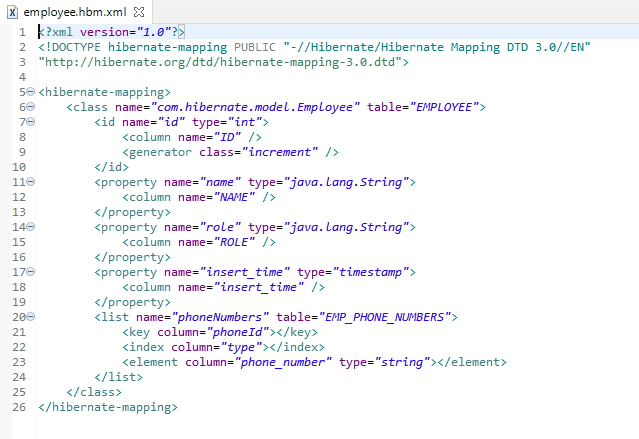 employee.hbm.xml
1 <?xml version="1.0"?>
2 <!DOCTYPE hibernate-mapping PUBLIC "-//Hibernate/Hibernate Mapping DTD 3.0//EN"
3 "http://hibernate.org/dtd/hibernate-mapping-3.0.dtd">
4
5 <hibernate-mapping>
6     <class name="com.hibernate.model.Employee" table="EMPLOYEE">
7         <id name="id" type="int">
8             <column name="ID" />
9             <generator class="increment" />
10         </id>
11         <property name="name" type="java.lang.String">
12             <column name="NAME" />
13         </property>
14         <property name="role" type="java.lang.String">
15             <column name="ROLE" />
16         </property>
17         <property name="insert_time" type="timestamp">
18             <column name="insert_time" />
19         </property>
20         <list name="phoneNumbers" table="EMP_PHONE_NUMBERS">
21             <key column="phoneId"></key>
22             <index column="type"></index>
23             <element column="phone_number" type="string"></element>
24         </list>
25     </class>
26 </hibernate-mapping>